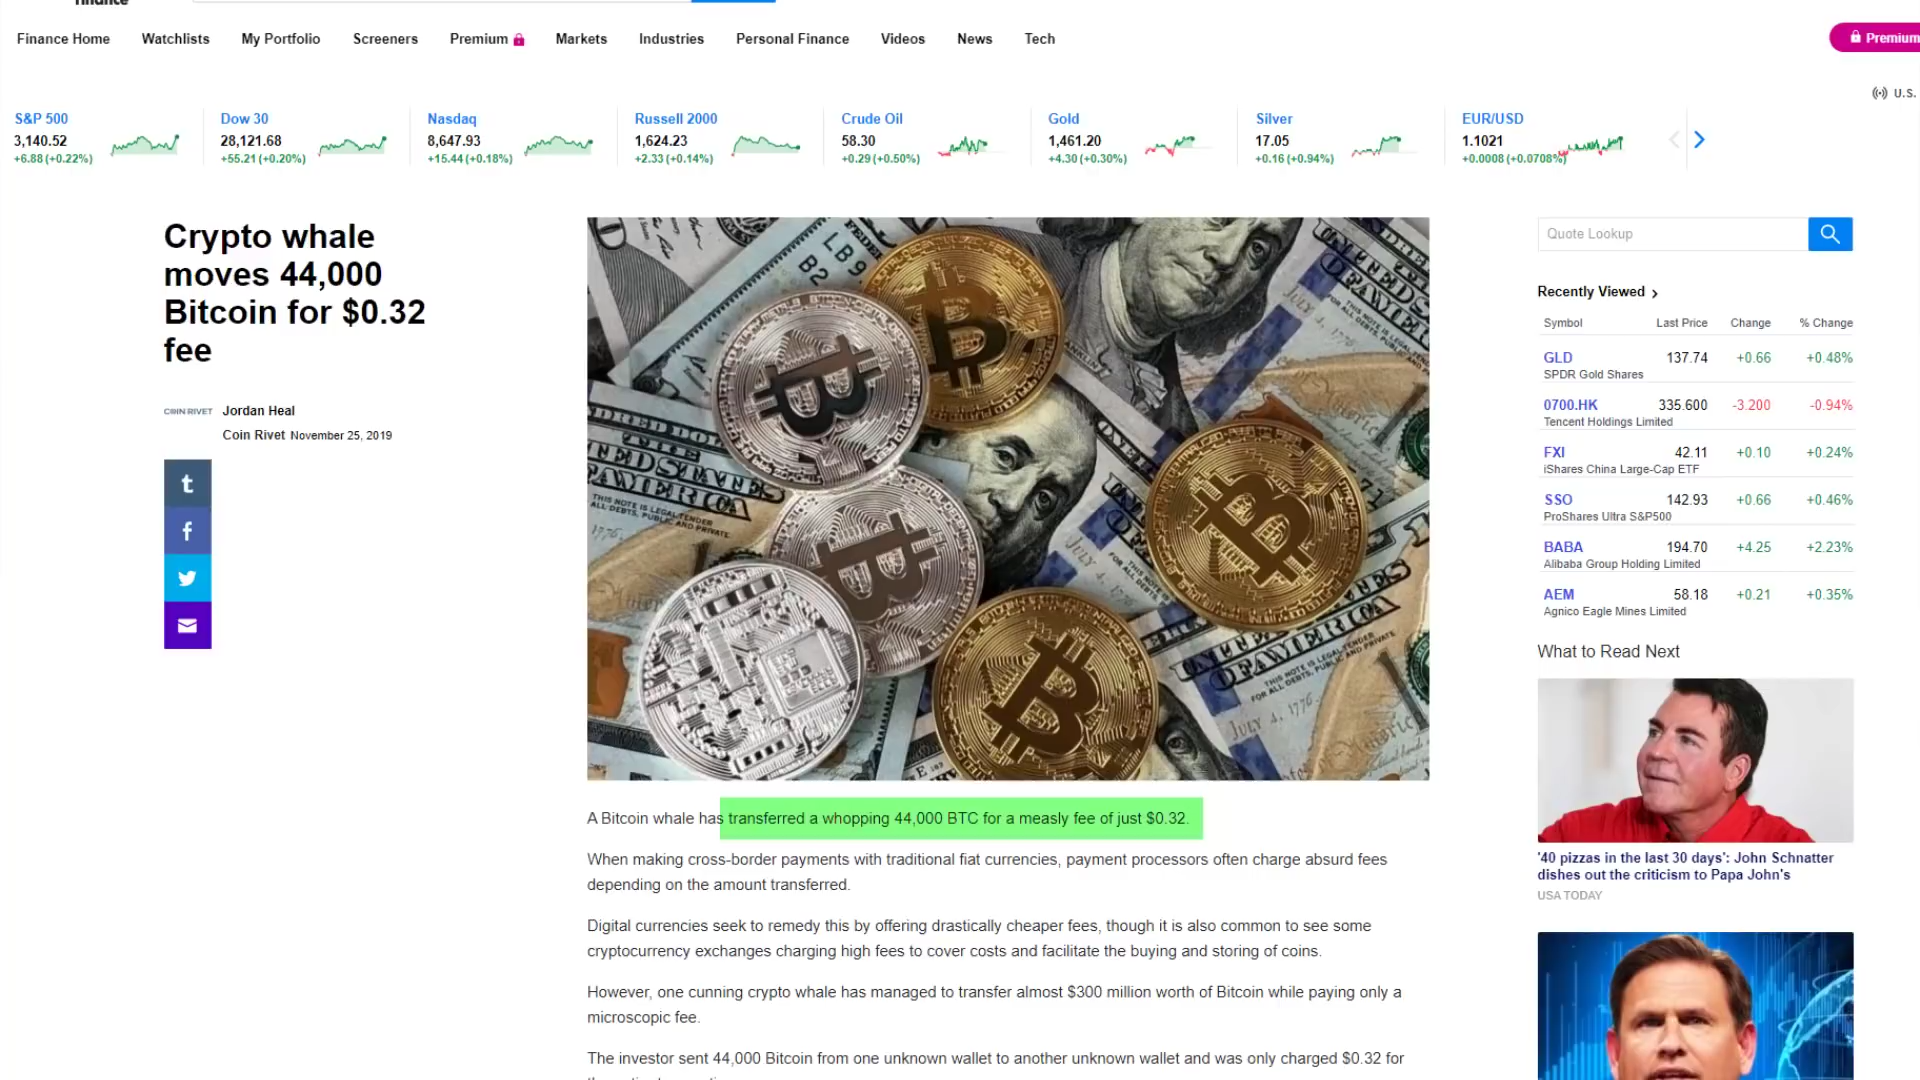 finance
Finance Home Watchlists My Portfolio Screeners Premium Markets Industries Personal Finance Videos News Tech
Premium
U.S.
S&P 500
3,140.52
+6.88 (+0.22%)
Dow 30
28,121.68
+55.21 (+0.20%)
Nasdaq
8,647.93
+15.44 (+0.18%)
Russell 2000
1,624.23
+2.33 (+0.14%)
Crude Oil
58.30
+0.29 (+0.50%)
Gold
1,461.20
+4.30 (+0.30%)
Silver
17.05
+0.16 (+0.94%)
EUR/USD
1.1021
+0.0008 (+0.0708%)
Crypto whale
moves 44,000
Bitcoin for $0.32
fee
COIN RIVET Jordan Heal
Coin Rivet November 25, 2019
A Bitcoin whale has transferred a whopping 44,000 BTC for a measly fee of just $0.32.
When making cross-border payments with traditional fiat currencies, payment processors often charge absurd fees
depending on the amount transferred.
Digital currencies seek to remedy this by offering drastically cheaper fees, though it is also common to see some
cryptocurrency exchanges charging high fees to cover costs and facilitate the buying and storing of coins.
However, one cunning crypto whale has managed to transfer almost $300 million worth of Bitcoin while paying only a
microscopic fee.
The investor sent 44,000 Bitcoin from one unknown wallet to another unknown wallet and was only charged $0.32 for
Quote Lookup
Recently Viewed
Symbol Last Price Change % Change
GLD 137.74 +0.66 +0.48%
SPDR Gold Shares
0700.HK 335.600 -3.200 -0.94%
Tencent Holdings Limited
FXI 42.11 +0.10 +0.24%
iShares China Large-Cap ETF
SSO 142.93 +0.66 +0.46%
ProShares Ultra S&P500
BABA 194.70 +4.25 +2.23%
Alibaba Group Holding Limited
AEM 58.18 +0.21 +0.35%
Agnico Eagle Mines Limited
What to Read Next
'40 pizzas in the last 30 days': John Schnatter
dishes out the criticism to Papa John's
USA TODAY